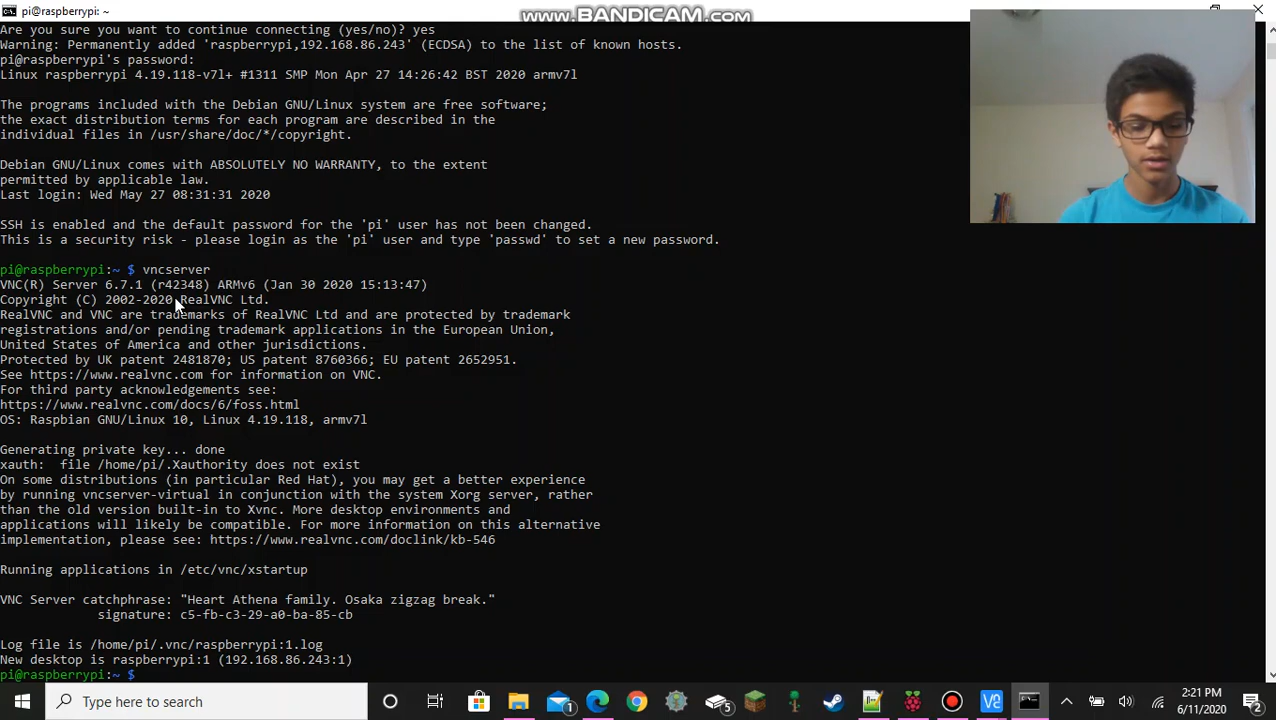 pi@raspberrypi: ~
www.BANDICAM.com
Are you sure you want to continue connecting (yes/no)? yes
Warning: Permanently added 'raspberrypi,192.168.86.243' (ECDSA) to the list of known hosts.
pi@raspberrypi's password:
Linux raspberrypi 4.19.118-v7l+ #1311 SMP Mon Apr 27 14:26:42 BST 2020 armv7l
The programs included with the Debian GNU/Linux system are free software;
the exact distribution terms for each program are described in the
individual files in /usr/share/doc/*/copyright.
Debian GNU/Linux comes with ABSOLUTELY NO WARRANTY, to the extent
permitted by applicable law.
Last login: Wed May 27 08:31:31 2020
SSH is enabled and the default password for the 'pi' user has not been changed.
This is a security risk - please login as the 'pi' user and type 'passwd' to set a new password.
pi@raspberrypi:~ $ vncserver
VNC(R) Server 6.7.1 (r42348) ARMv6 (Jan 30 2020 15:13:47)
Copyright (C) 2002-2020 RealVNC Ltd.
RealVNC and VNC are trademarks of RealVNC Ltd and are protected by trademark
registrations and/or pending trademark applications in the European Union,
United States of America and other jurisdictions.
Protected by UK patent 2481870; US patent 8760366; EU patent 2652951.
See https://www.realvnc.com for information on VNC.
For third party acknowledgements see:
https://www.realvnc.com/docs/6/foss.html
OS: Raspbian GNU/Linux 10, Linux 4.19.118, armv7l
Generating private key... done
xauth:  file /home/pi/.Xauthority does not exist
On some distributions (in particular Red Hat), you may get a better experience
by running vncserver-virtual in conjunction with the system Xorg server, rather
than the old version built-in to Xvnc. More desktop environments and
applications will likely be compatible. For more information on this alternative
implementation, please see: https://www.realvnc.com/doclink/kb-546
Running applications in /etc/vnc/xstartup
VNC Server catchphrase: "Heart Athena family. Osaka zigzag break."
signature: c5-fb-c3-29-a0-ba-85-cb
Log file is /home/pi/.vnc/raspberrypi:1.log
New desktop is raspberrypi:1 (192.168.86.243:1)
pi@raspberrypi:~ $
Type here to search
1
5
2:21 PM
6/11/2020
2